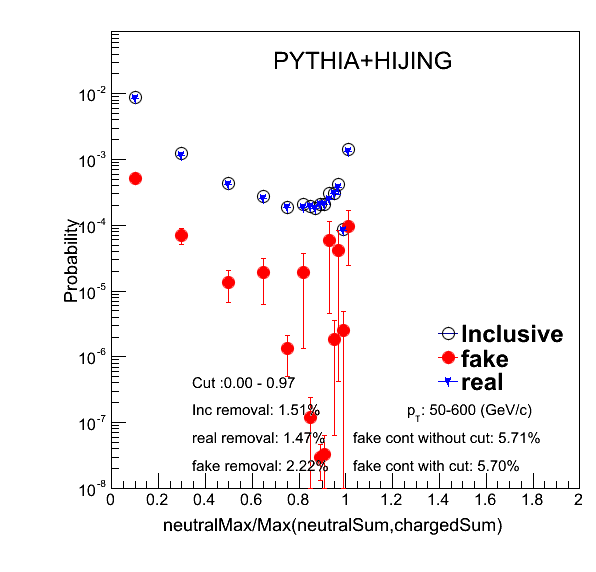 PYTHIA+HIJING
Probability
10^-2
10^-3
10^-4
10^-5
10^-6
10^-7
10^-8
Inclusive
fake
real
Cut :0.00 - 0.97
Inc removal: 1.51%
p_T: 50-600 (GeV/c)
real removal: 1.47%
fake cont without cut: 5.71%
fake removal: 2.22%
fake cont with cut: 5.70%
0 0.2 0.4 0.6 0.8 1 1.2 1.4 1.6 1.8 2
neutralMax/Max(neutralSum,chargedSum)